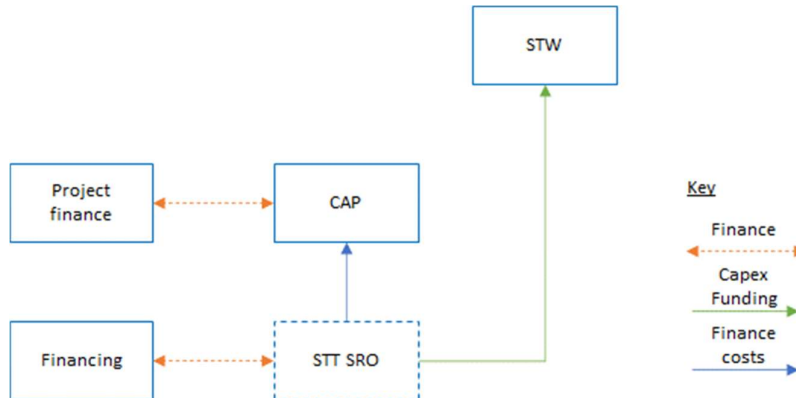 STW
Project
finance
CAP
Financing
STT SRO
Key
Finance
Capex
Funding
Finance
costs